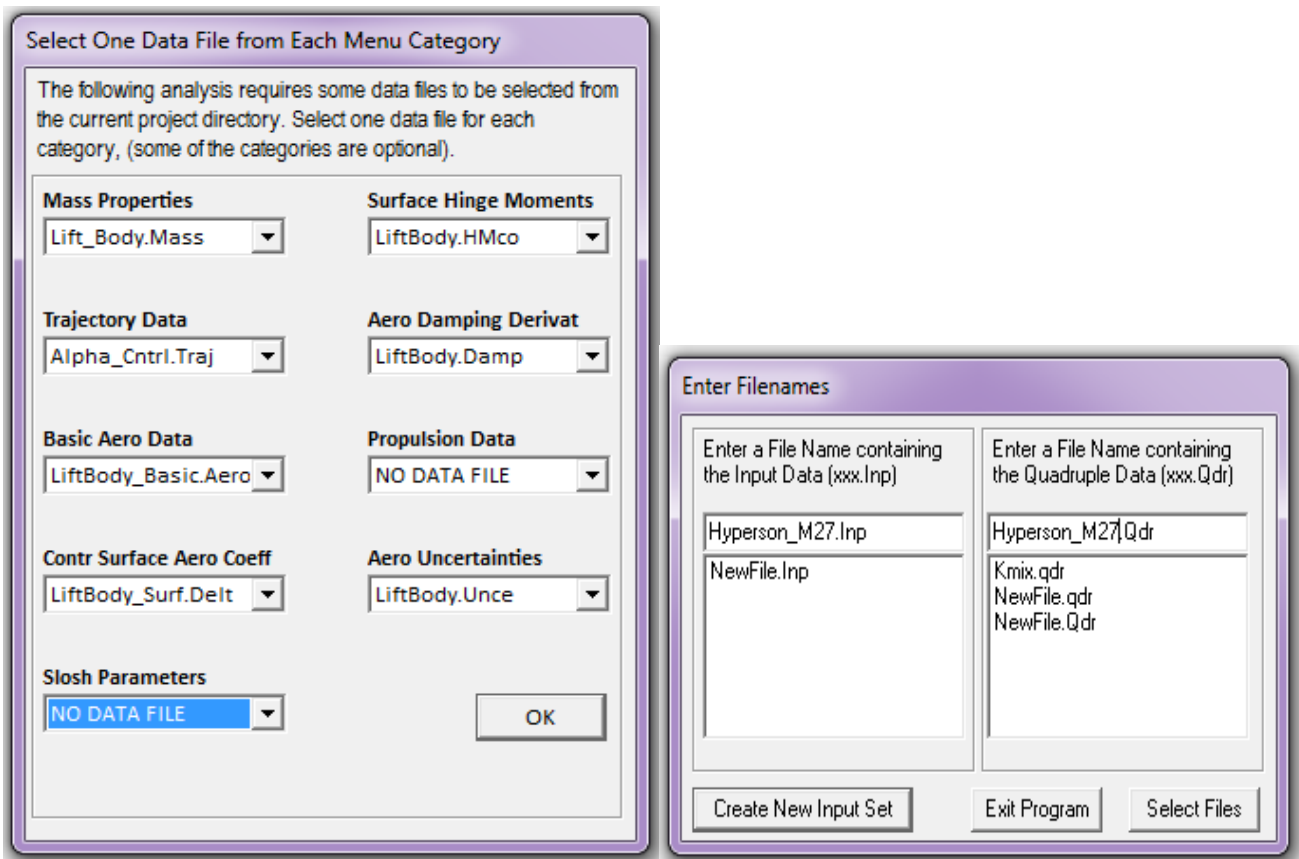 Select One Data File from Each Menu Category
The following analysis requires some data files to be selected from
the current project directory. Select one data file for each
category, (some of the categories are optional).
Mass Properties
Lift_Body.Mass
Surface Hinge Moments
LiftBody.HMco
Trajectory Data
Alpha_Cntrl.Traj
Aero Damping Derivat
LiftBody.Damp
Basic Aero Data
LiftBody_Basic.Aero
Propulsion Data
NO DATA FILE
Contr Surface Aero Coeff
LiftBody_Surf.Delt
Aero Uncertainties
LiftBody.Unce
Slosh Parameters
NO DATA FILE
OK
Enter Filenames
Enter a File Name containing
the Input Data (xxx.Inp)
Hyperson_M27.Inp
NewFile.Inp
Enter a File Name containing
the Quadruple Data (xxx.Qdr)
Hyperson_M27.Qdr
Kmix.qdr
NewFile.qdr
NewFile.Qdr
Create New Input Set
Exit Program
Select Files